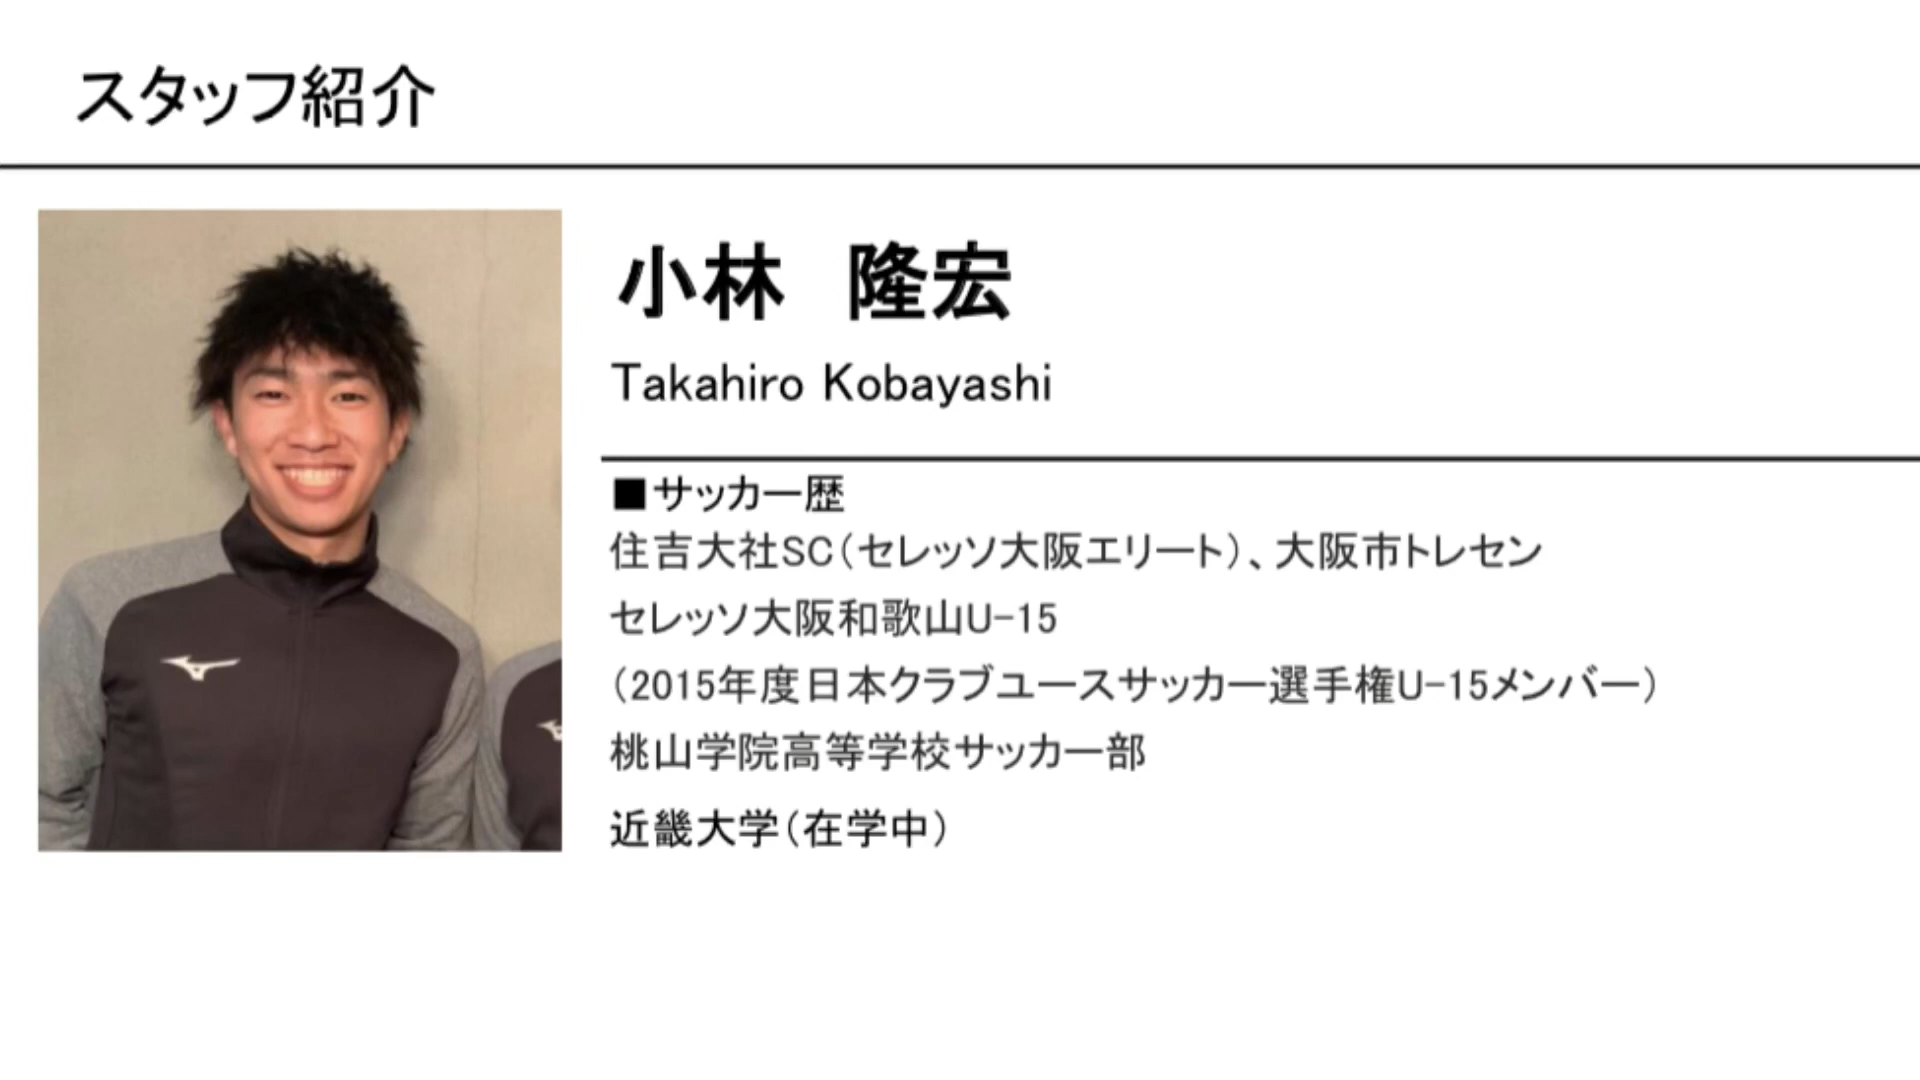 スタッフ紹介
小林　隆宏
Takahiro Kobayashi
■サッカー歴
住吉大社SC（セレッソ大阪エリート）、大阪市トレセン
セレッソ大阪和歌山U-15
（2015年度日本クラブユースサッカー選手権U-15メンバー）
桃山学院高等学校サッカー部
近畿大学（在学中）